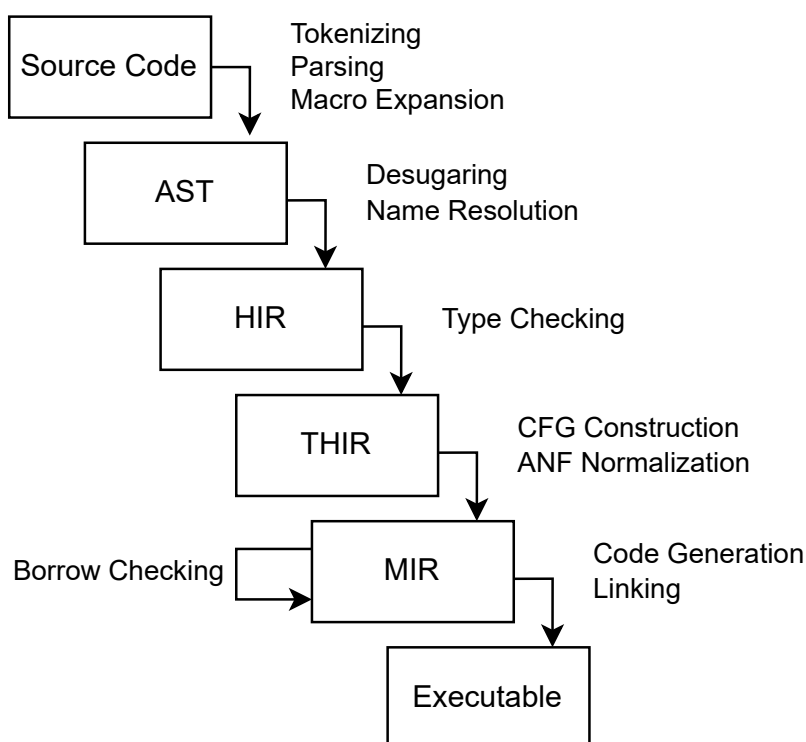 Source Code
Tokenizing
Parsing
Macro Expansion
AST
Desugaring
Name Resolution
HIR
Type Checking
THIR
CFG Construction
ANF Normalization
Borrow Checking
MIR
Code Generation
Linking
Executable